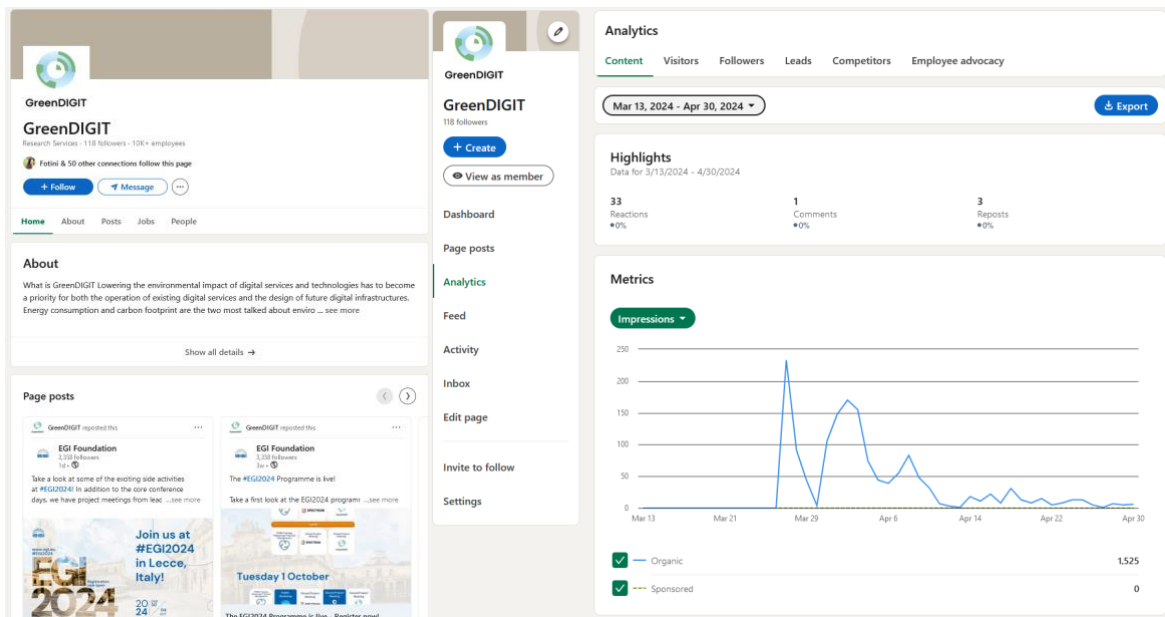 GreenDIGIT
GreenDIGIT
Research Services · 118 followers · 10K+ employees
Fotini & 50 other connections follow this page
+ Follow
Message
Home About Posts Jobs People
About
What is GreenDIGIT Lowering the environmental impact of digital services and technologies has to become
a priority for both the operation of existing digital services and the design of future digital infrastructures.
Energy consumption and carbon footprint are the two most talked about enviro ... see more
Show all details →
Page posts
GreenDIGIT reposted this
EGI Foundation
3,358 followers
1d •
Take a look at some of the exciting side activities
at #EGI2024! In addition to the core conference
days, we have project meetings from leac ...see more
Join us at
#EGI2024
in Lecce,
Italy!
EGI
2024
20
24
GreenDIGIT reposted this
EGI Foundation
3,358 followers
3w •
The #EGI2024 Programme is live!
Take a first look at the EGI2024 programm ...see more
Tuesday 1 October
The EGI2024 Programme is live - Register now!
GreenDIGIT
GreenDIGIT
118 followers
+ Create
View as member
Dashboard
Page posts
Analytics
Feed
Activity
Inbox
Edit page
Invite to follow
Settings
Analytics
Content Visitors Followers Leads Competitors Employee advocacy
Mar 13, 2024 - Apr 30, 2024
Export
Highlights
Data for 3/13/2024 - 4/30/2024
33
Reactions
0%
1
Comments
0%
3
Reposts
0%
Metrics
Impressions
250
200
150
100
50
0
Mar 13 Mar 21 Mar 29 Apr 6 Apr 14 Apr 22 Apr 30
Organic 1,525
Sponsored 0